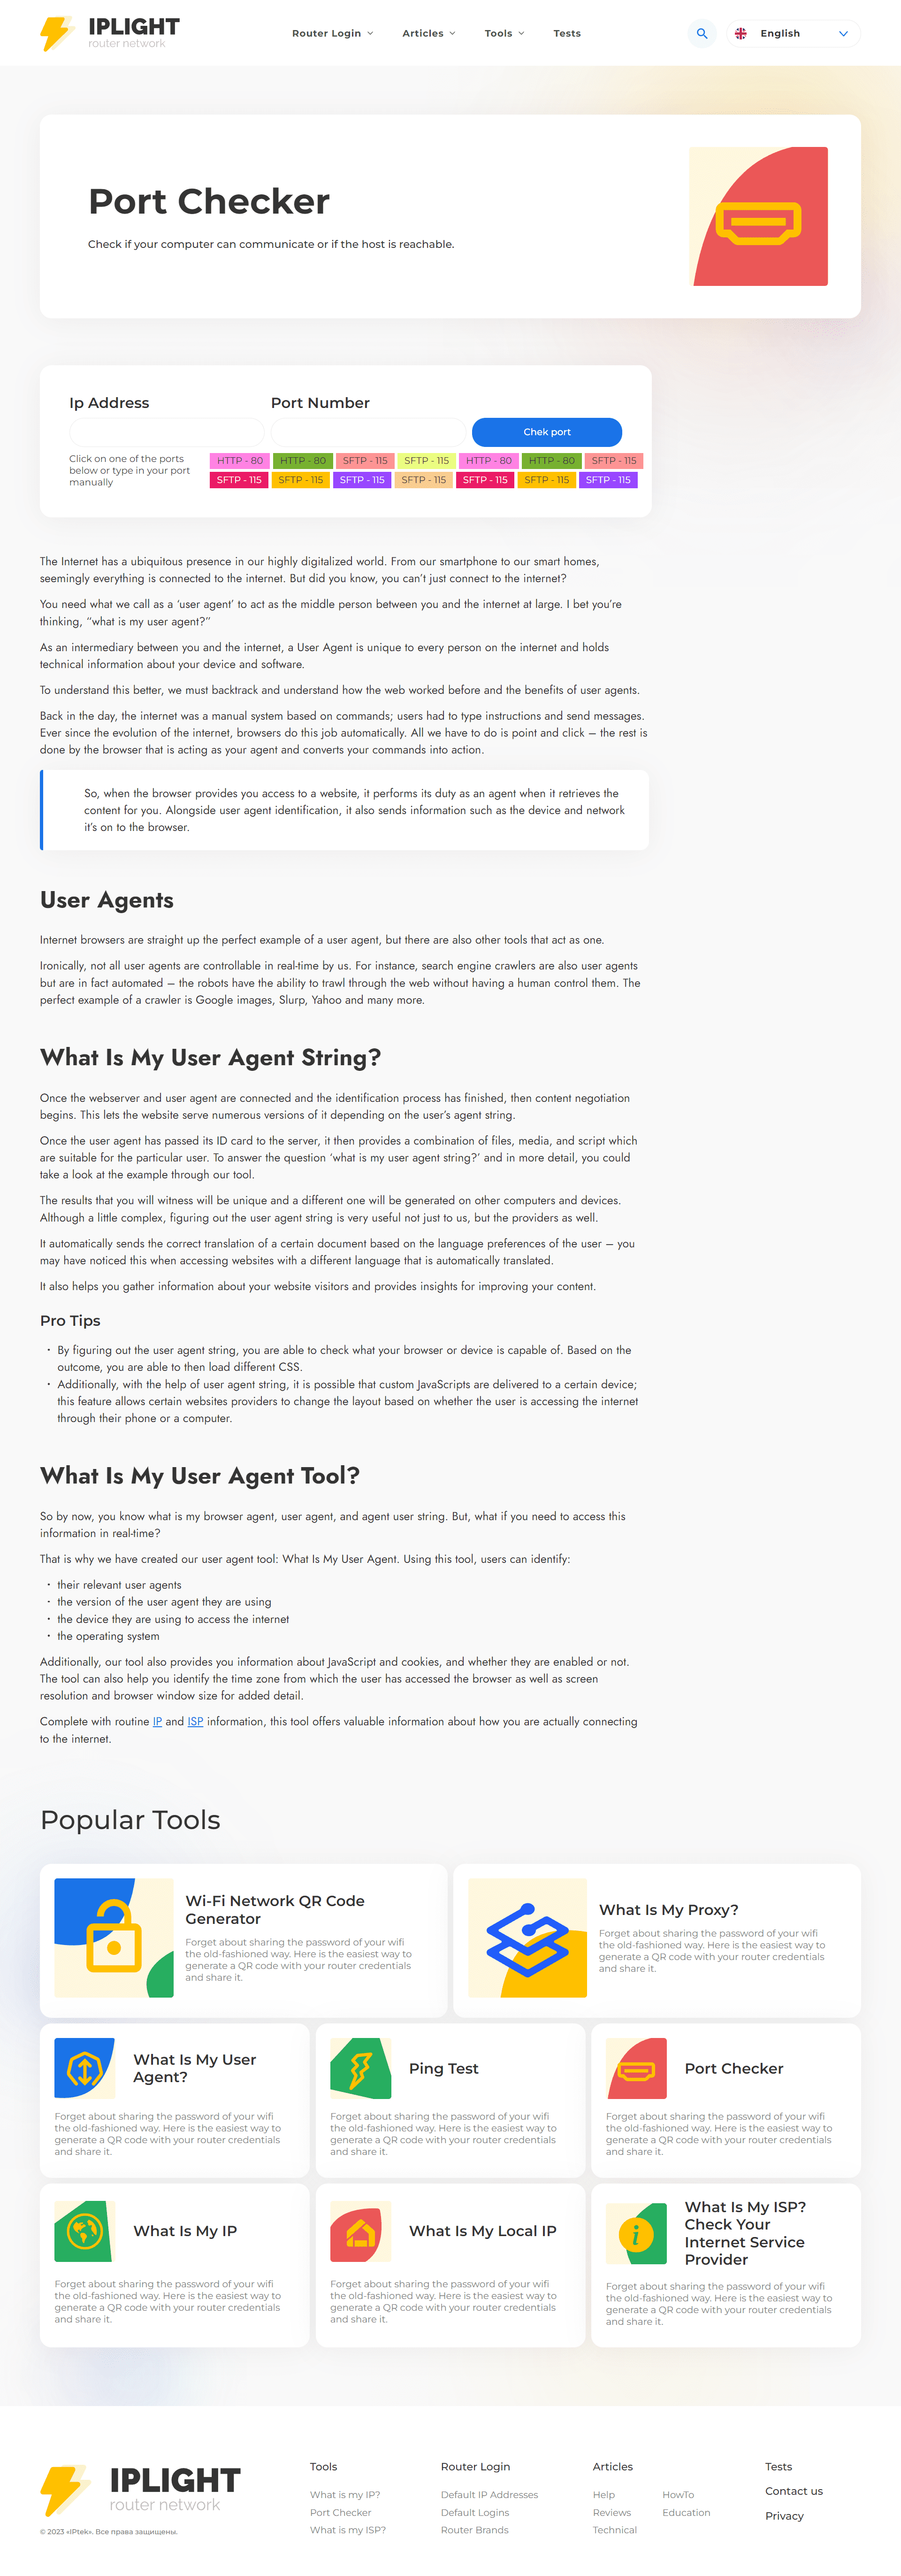 IPLIGHT
router network
Router Login
Articles
Tools
Tests
English
Port Checker
Check if your computer can communicate or if the host is reachable.
Ip Address
Port Number
Chek port
Click on one of the ports
below or type in your port
manually
HTTP - 80 HTTP - 80 SFTP - 115 SFTP - 115 HTTP - 80 HTTP - 80 SFTP - 115
SFTP - 115 SFTP - 115 SFTP - 115 SFTP - 115 SFTP - 115 SFTP - 115 SFTP - 115
The Internet has a ubiquitous presence in our highly digitalized world. From our smartphone to our smart homes,
seemingly everything is connected to the internet. But did you know, you can’t just connect to the internet?
You need what we call as a ‘user agent’ to act as the middle person between you and the internet at large. I bet you’re
thinking, “what is my user agent?”
As an intermediary between you and the internet, a User Agent is unique to every person on the internet and holds
technical information about your device and software.
To understand this better, we must backtrack and understand how the web worked before and the benefits of user agents.
Back in the day, the internet was a manual system based on commands; users had to type instructions and send messages.
Ever since the evolution of the internet, browsers do this job automatically. All we have to do is point and click – the rest is
done by the browser that is acting as your agent and converts your commands into action.
So, when the browser provides you access to a website, it performs its duty as an agent when it retrieves the
content for you. Alongside user agent identification, it also sends information such as the device and network
it’s on to the browser.
User Agents
Internet browsers are straight up the perfect example of a user agent, but there are also other tools that act as one.
Ironically, not all user agents are controllable in real-time by us. For instance, search engine crawlers are also user agents
but are in fact automated – the robots have the ability to trawl through the web without having a human control them. The
perfect example of a crawler is Google images, Slurp, Yahoo and many more.
What Is My User Agent String?
Once the webserver and user agent are connected and the identification process has finished, then content negotiation
begins. This lets the website serve numerous versions of it depending on the user’s agent string.
Once the user agent has passed its ID card to the server, it then provides a combination of files, media, and script which
are suitable for the particular user. To answer the question ‘what is my user agent string?’ and in more detail, you could
take a look at the example through our tool.
The results that you will witness will be unique and a different one will be generated on other computers and devices.
Although a little complex, figuring out the user agent string is very useful not just to us, but the providers as well.
It automatically sends the correct translation of a certain document based on the language preferences of the user – you
may have noticed this when accessing websites with a different language that is automatically translated.
It also helps you gather information about your website visitors and provides insights for improving your content.
Pro Tips
• By figuring out the user agent string, you are able to check what your browser or device is capable of. Based on the
outcome, you are able to then load different CSS.
• Additionally, with the help of user agent string, it is possible that custom JavaScripts are delivered to a certain device;
this feature allows certain websites providers to change the layout based on whether the user is accessing the internet
through their phone or a computer.
What Is My User Agent Tool?
So by now, you know what is my browser agent, user agent, and agent user string. But, what if you need to access this
information in real-time?
That is why we have created our user agent tool: What Is My User Agent. Using this tool, users can identify:
• their relevant user agents
• the version of the user agent they are using
• the device they are using to access the internet
• the operating system
Additionally, our tool also provides you information about JavaScript and cookies, and whether they are enabled or not.
The tool can also help you identify the time zone from which the user has accessed the browser as well as screen
resolution and browser window size for added detail.
Complete with routine IP and ISP information, this tool offers valuable information about how you are actually connecting
to the internet.
Popular Tools
Wi-Fi Network QR Code
Generator
Forget about sharing the password of your wifi
the old-fashioned way. Here is the easiest way to
generate a QR code with your router credentials
and share it.
What Is My Proxy?
Forget about sharing the password of your wifi
the old-fashioned way. Here is the easiest way to
generate a QR code with your router credentials
and share it.
What Is My User
Agent?
Forget about sharing the password of your wifi
the old-fashioned way. Here is the easiest way to
generate a QR code with your router credentials
and share it.
Ping Test
Forget about sharing the password of your wifi
the old-fashioned way. Here is the easiest way to
generate a QR code with your router credentials
and share it.
Port Checker
Forget about sharing the password of your wifi
the old-fashioned way. Here is the easiest way to
generate a QR code with your router credentials
and share it.
What Is My IP
Forget about sharing the password of your wifi
the old-fashioned way. Here is the easiest way to
generate a QR code with your router credentials
and share it.
What Is My Local IP
Forget about sharing the password of your wifi
the old-fashioned way. Here is the easiest way to
generate a QR code with your router credentials
and share it.
i
What Is My ISP?
Check Your
Internet Service
Provider
Forget about sharing the password of your wifi
the old-fashioned way. Here is the easiest way to
generate a QR code with your router credentials
and share it.
IPLIGHT
router network
© 2023 «IPtek». Все права защищены.
Tools
What is my IP?
Port Checker
What is my ISP?
Router Login
Default IP Addresses
Default Logins
Router Brands
Articles
Help
Reviews
Technical
HowTo
Education
Tests
Contact us
Privacy